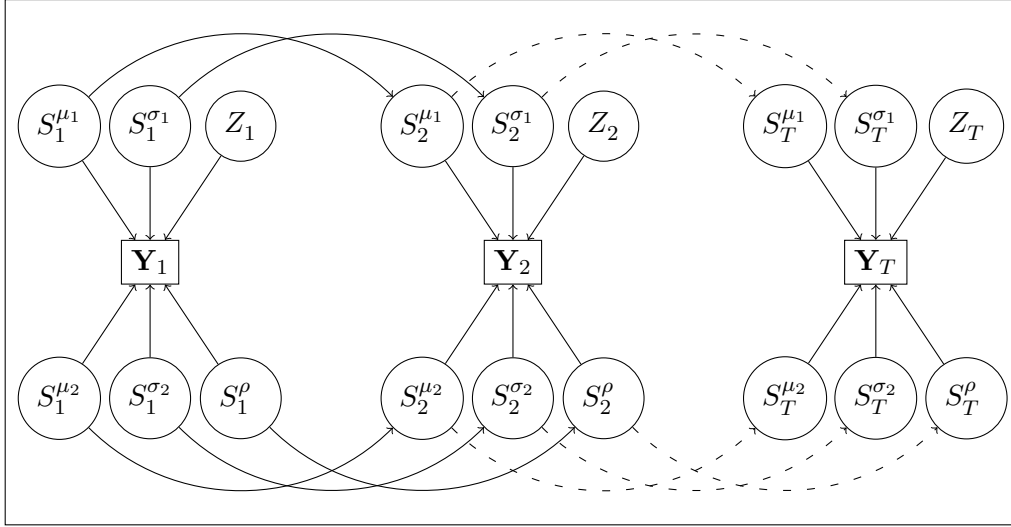 S_1^{μ_1} S_1^{σ_1} Z_1 S_2^{μ_1} S_2^{σ_1} Z_2 S_T^{μ_1} S_T^{σ_1} Z_T
Y_1 Y_2 Y_T
S_1^{μ_2} S_1^{σ_2} S_1^ρ S_2^{μ_2} S_2^{σ_2} S_2^ρ S_T^{μ_2} S_T^{σ_2} S_T^ρ